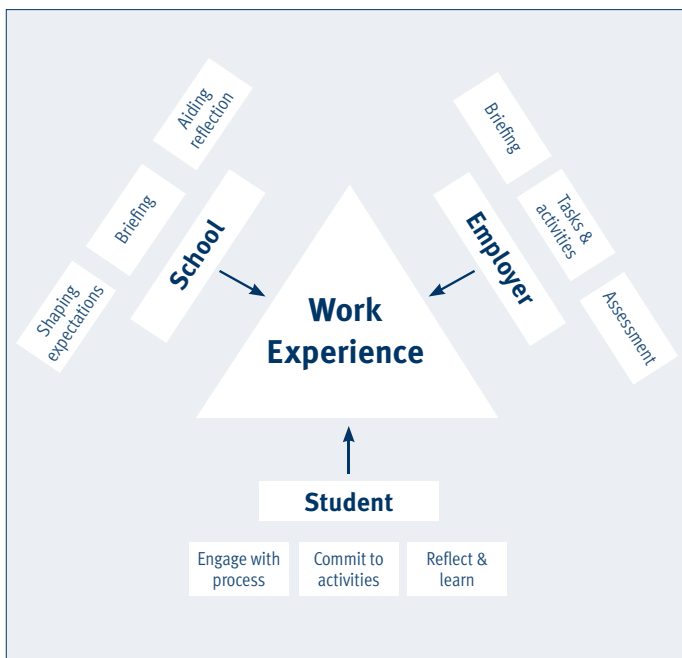 Aiding
reflection
Briefing
Shaping
expectations
School
Briefing
Tasks &
activities
Assessment
Employer
Work
Experience
Student
Engage with
process
Commit to
activities
Reflect &
learn